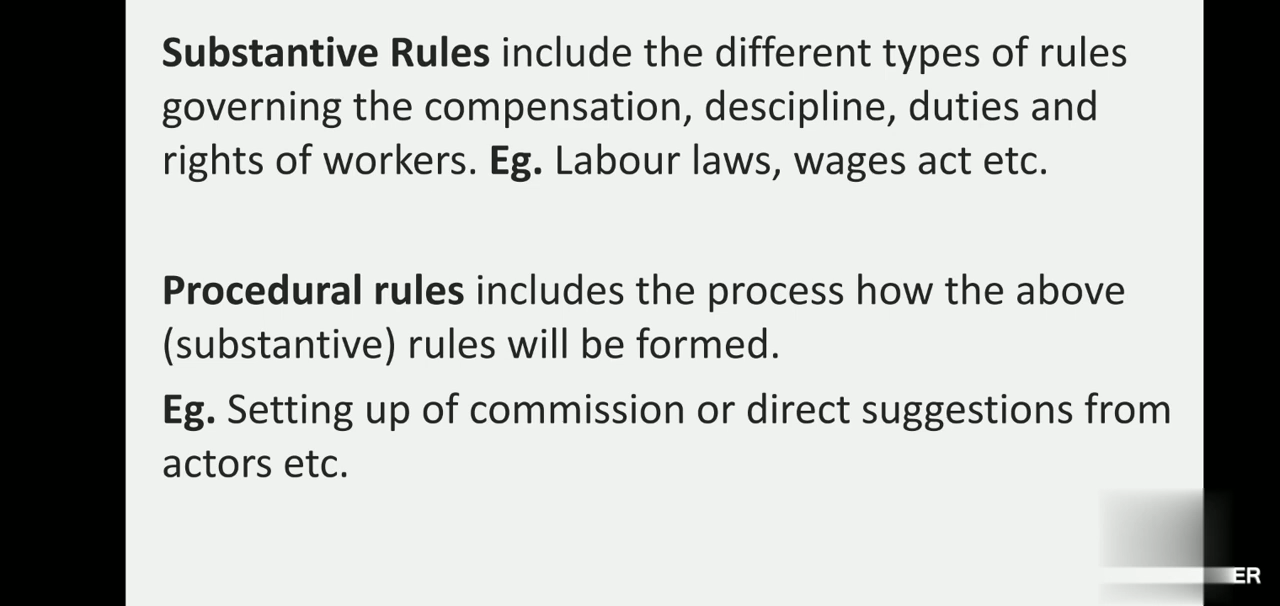 Substantive Rules include the different types of rules
governing the compensation, descipline, duties and
rights of workers. Eg. Labour laws, wages act etc.
Procedural rules includes the process how the above
(substantive) rules will be formed.
Eg. Setting up of commission or direct suggestions from
actors etc.
ER